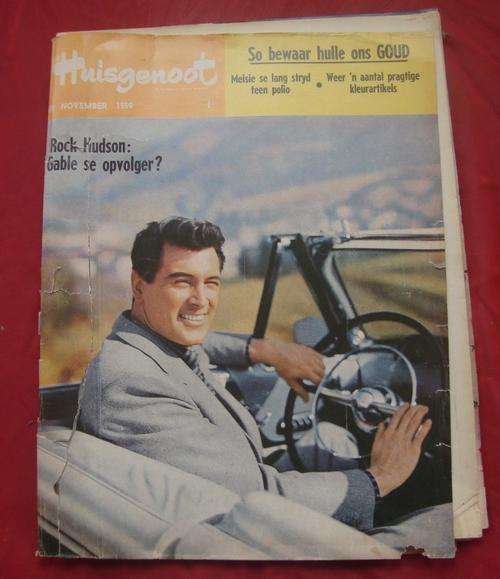 Huisgenoot
NOVEMBER 1959
So bewaar hulle ons GOUD
Meisie se lang stryd
teen polio
•
Weer 'n aantal pragtige
kleurartikels
Rock Hudson:
Gable se opvolger?